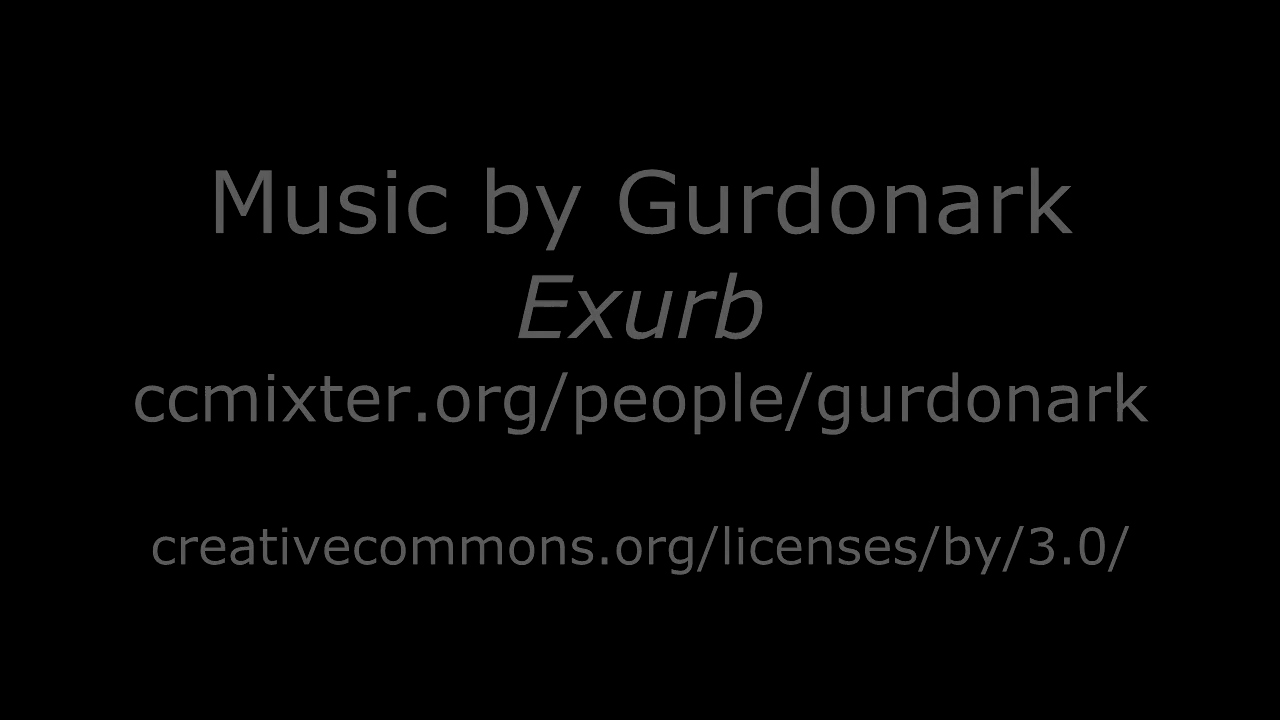 Music by Gurdonark
Exurb
ccmixter.org/people/gurdonark
creativecommons.org/licenses/by/3.0/